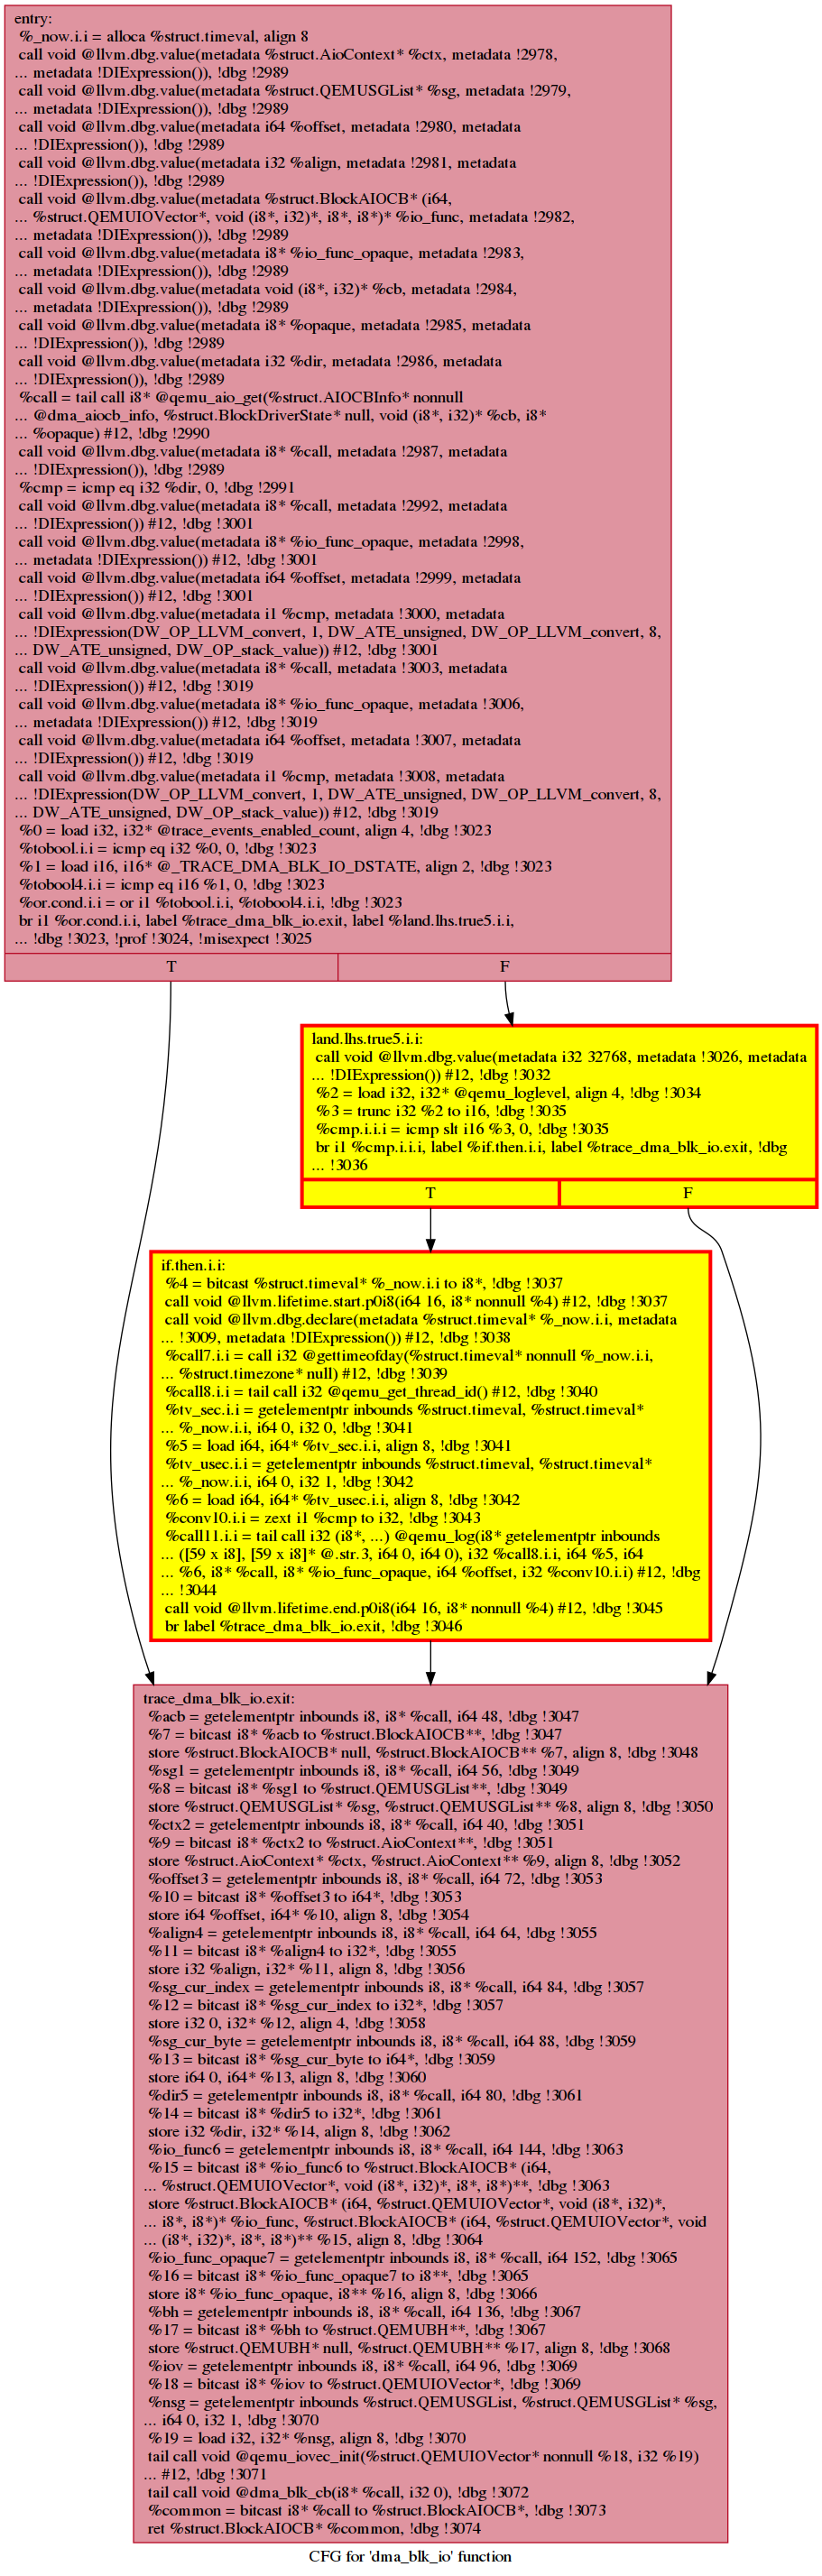 entry:
%_now.i.i = alloca %struct.timeval, align 8
call void @llvm.dbg.value(metadata %struct.AioContext* %ctx, metadata !2978,
... metadata !DIExpression()), !dbg !2989
call void @llvm.dbg.value(metadata %struct.QEMUSGList* %sg, metadata !2979,
... metadata !DIExpression()), !dbg !2989
call void @llvm.dbg.value(metadata i64 %offset, metadata !2980, metadata
... !DIExpression()), !dbg !2989
call void @llvm.dbg.value(metadata i32 %align, metadata !2981, metadata
... !DIExpression()), !dbg !2989
call void @llvm.dbg.value(metadata %struct.BlockAIOCB* (i64,
... %struct.QEMUIOVector*, void (i8*, i32)*, i8*, i8*)* %io_func, metadata !2982,
... metadata !DIExpression()), !dbg !2989
call void @llvm.dbg.value(metadata i8* %io_func_opaque, metadata !2983,
... metadata !DIExpression()), !dbg !2989
call void @llvm.dbg.value(metadata void (i8*, i32)* %cb, metadata !2984,
... metadata !DIExpression()), !dbg !2989
call void @llvm.dbg.value(metadata i8* %opaque, metadata !2985, metadata
... !DIExpression()), !dbg !2989
call void @llvm.dbg.value(metadata i32 %dir, metadata !2986, metadata
... !DIExpression()), !dbg !2989
%call = tail call i8* @qemu_aio_get(%struct.AIOCBInfo* nonnull
... @dma_aiocb_info, %struct.BlockDriverState* null, void (i8*, i32)* %cb, i8*
... %opaque) #12, !dbg !2990
call void @llvm.dbg.value(metadata i8* %call, metadata !2987, metadata
... !DIExpression()), !dbg !2989
%cmp = icmp eq i32 %dir, 0, !dbg !2991
call void @llvm.dbg.value(metadata i8* %call, metadata !2992, metadata
... !DIExpression()) #12, !dbg !3001
call void @llvm.dbg.value(metadata i8* %io_func_opaque, metadata !2998,
... metadata !DIExpression()) #12, !dbg !3001
call void @llvm.dbg.value(metadata i64 %offset, metadata !2999, metadata
... !DIExpression()) #12, !dbg !3001
call void @llvm.dbg.value(metadata i1 %cmp, metadata !3000, metadata
... !DIExpression(DW_OP_LLVM_convert, 1, DW_ATE_unsigned, DW_OP_LLVM_convert, 8,
... DW_ATE_unsigned, DW_OP_stack_value)) #12, !dbg !3001
call void @llvm.dbg.value(metadata i8* %call, metadata !3003, metadata
... !DIExpression()) #12, !dbg !3019
call void @llvm.dbg.value(metadata i8* %io_func_opaque, metadata !3006,
... metadata !DIExpression()) #12, !dbg !3019
call void @llvm.dbg.value(metadata i64 %offset, metadata !3007, metadata
... !DIExpression()) #12, !dbg !3019
call void @llvm.dbg.value(metadata i1 %cmp, metadata !3008, metadata
... !DIExpression(DW_OP_LLVM_convert, 1, DW_ATE_unsigned, DW_OP_LLVM_convert, 8,
... DW_ATE_unsigned, DW_OP_stack_value)) #12, !dbg !3019
%0 = load i32, i32* @trace_events_enabled_count, align 4, !dbg !3023
%tobool.i.i = icmp eq i32 %0, 0, !dbg !3023
%1 = load i16, i16* @_TRACE_DMA_BLK_IO_DSTATE, align 2, !dbg !3023
%tobool4.i.i = icmp eq i16 %1, 0, !dbg !3023
%or.cond.i.i = or i1 %tobool.i.i, %tobool4.i.i, !dbg !3023
br i1 %or.cond.i.i, label %trace_dma_blk_io.exit, label %land.lhs.true5.i.i,
... !dbg !3023, !prof !3024, !misexpect !3025
T
F
land.lhs.true5.i.i:
call void @llvm.dbg.value(metadata i32 32768, metadata !3026, metadata
... !DIExpression()) #12, !dbg !3032
%2 = load i32, i32* @qemu_loglevel, align 4, !dbg !3034
%3 = trunc i32 %2 to i16, !dbg !3035
%cmp.i.i.i = icmp slt i16 %3, 0, !dbg !3035
br i1 %cmp.i.i.i, label %if.then.i.i, label %trace_dma_blk_io.exit, !dbg
... !3036
T
F
if.then.i.i:
%4 = bitcast %struct.timeval* %_now.i.i to i8*, !dbg !3037
call void @llvm.lifetime.start.p0i8(i64 16, i8* nonnull %4) #12, !dbg !3037
call void @llvm.dbg.declare(metadata %struct.timeval* %_now.i.i, metadata
... !3009, metadata !DIExpression()) #12, !dbg !3038
%call7.i.i = call i32 @gettimeofday(%struct.timeval* nonnull %_now.i.i,
... %struct.timezone* null) #12, !dbg !3039
%call8.i.i = tail call i32 @qemu_get_thread_id() #12, !dbg !3040
%tv_sec.i.i = getelementptr inbounds %struct.timeval, %struct.timeval*
... %_now.i.i, i64 0, i32 0, !dbg !3041
%5 = load i64, i64* %tv_sec.i.i, align 8, !dbg !3041
%tv_usec.i.i = getelementptr inbounds %struct.timeval, %struct.timeval*
... %_now.i.i, i64 0, i32 1, !dbg !3042
%6 = load i64, i64* %tv_usec.i.i, align 8, !dbg !3042
%conv10.i.i = zext i1 %cmp to i32, !dbg !3043
%call11.i.i = tail call i32 (i8*, ...) @qemu_log(i8* getelementptr inbounds
... ([59 x i8], [59 x i8]* @.str.3, i64 0, i64 0), i32 %call8.i.i, i64 %5, i64
... %6, i8* %call, i8* %io_func_opaque, i64 %offset, i32 %conv10.i.i) #12, !dbg
... !3044
call void @llvm.lifetime.end.p0i8(i64 16, i8* nonnull %4) #12, !dbg !3045
br label %trace_dma_blk_io.exit, !dbg !3046
trace_dma_blk_io.exit:
%acb = getelementptr inbounds i8, i8* %call, i64 48, !dbg !3047
%7 = bitcast i8* %acb to %struct.BlockAIOCB**, !dbg !3047
store %struct.BlockAIOCB* null, %struct.BlockAIOCB** %7, align 8, !dbg !3048
%sg1 = getelementptr inbounds i8, i8* %call, i64 56, !dbg !3049
%8 = bitcast i8* %sg1 to %struct.QEMUSGList**, !dbg !3049
store %struct.QEMUSGList* %sg, %struct.QEMUSGList** %8, align 8, !dbg !3050
%ctx2 = getelementptr inbounds i8, i8* %call, i64 40, !dbg !3051
%9 = bitcast i8* %ctx2 to %struct.AioContext**, !dbg !3051
store %struct.AioContext* %ctx, %struct.AioContext** %9, align 8, !dbg !3052
%offset3 = getelementptr inbounds i8, i8* %call, i64 72, !dbg !3053
%10 = bitcast i8* %offset3 to i64*, !dbg !3053
store i64 %offset, i64* %10, align 8, !dbg !3054
%align4 = getelementptr inbounds i8, i8* %call, i64 64, !dbg !3055
%11 = bitcast i8* %align4 to i32*, !dbg !3055
store i32 %align, i32* %11, align 8, !dbg !3056
%sg_cur_index = getelementptr inbounds i8, i8* %call, i64 84, !dbg !3057
%12 = bitcast i8* %sg_cur_index to i32*, !dbg !3057
store i32 0, i32* %12, align 4, !dbg !3058
%sg_cur_byte = getelementptr inbounds i8, i8* %call, i64 88, !dbg !3059
%13 = bitcast i8* %sg_cur_byte to i64*, !dbg !3059
store i64 0, i64* %13, align 8, !dbg !3060
%dir5 = getelementptr inbounds i8, i8* %call, i64 80, !dbg !3061
%14 = bitcast i8* %dir5 to i32*, !dbg !3061
store i32 %dir, i32* %14, align 8, !dbg !3062
%io_func6 = getelementptr inbounds i8, i8* %call, i64 144, !dbg !3063
%15 = bitcast i8* %io_func6 to %struct.BlockAIOCB* (i64,
... %struct.QEMUIOVector*, void (i8*, i32)*, i8*, i8*)**, !dbg !3063
store %struct.BlockAIOCB* (i64, %struct.QEMUIOVector*, void (i8*, i32)*,
... i8*, i8*)* %io_func, %struct.BlockAIOCB* (i64, %struct.QEMUIOVector*, void
... (i8*, i32)*, i8*, i8*)** %15, align 8, !dbg !3064
%io_func_opaque7 = getelementptr inbounds i8, i8* %call, i64 152, !dbg !3065
%16 = bitcast i8* %io_func_opaque7 to i8**, !dbg !3065
store i8* %io_func_opaque, i8** %16, align 8, !dbg !3066
%bh = getelementptr inbounds i8, i8* %call, i64 136, !dbg !3067
%17 = bitcast i8* %bh to %struct.QEMUBH**, !dbg !3067
store %struct.QEMUBH* null, %struct.QEMUBH** %17, align 8, !dbg !3068
%iov = getelementptr inbounds i8, i8* %call, i64 96, !dbg !3069
%18 = bitcast i8* %iov to %struct.QEMUIOVector*, !dbg !3069
%nsg = getelementptr inbounds %struct.QEMUSGList, %struct.QEMUSGList* %sg,
... i64 0, i32 1, !dbg !3070
%19 = load i32, i32* %nsg, align 8, !dbg !3070
tail call void @qemu_iovec_init(%struct.QEMUIOVector* nonnull %18, i32 %19)
... #12, !dbg !3071
tail call void @dma_blk_cb(i8* %call, i32 0), !dbg !3072
%common = bitcast i8* %call to %struct.BlockAIOCB*, !dbg !3073
ret %struct.BlockAIOCB* %common, !dbg !3074
CFG for 'dma_blk_io' function